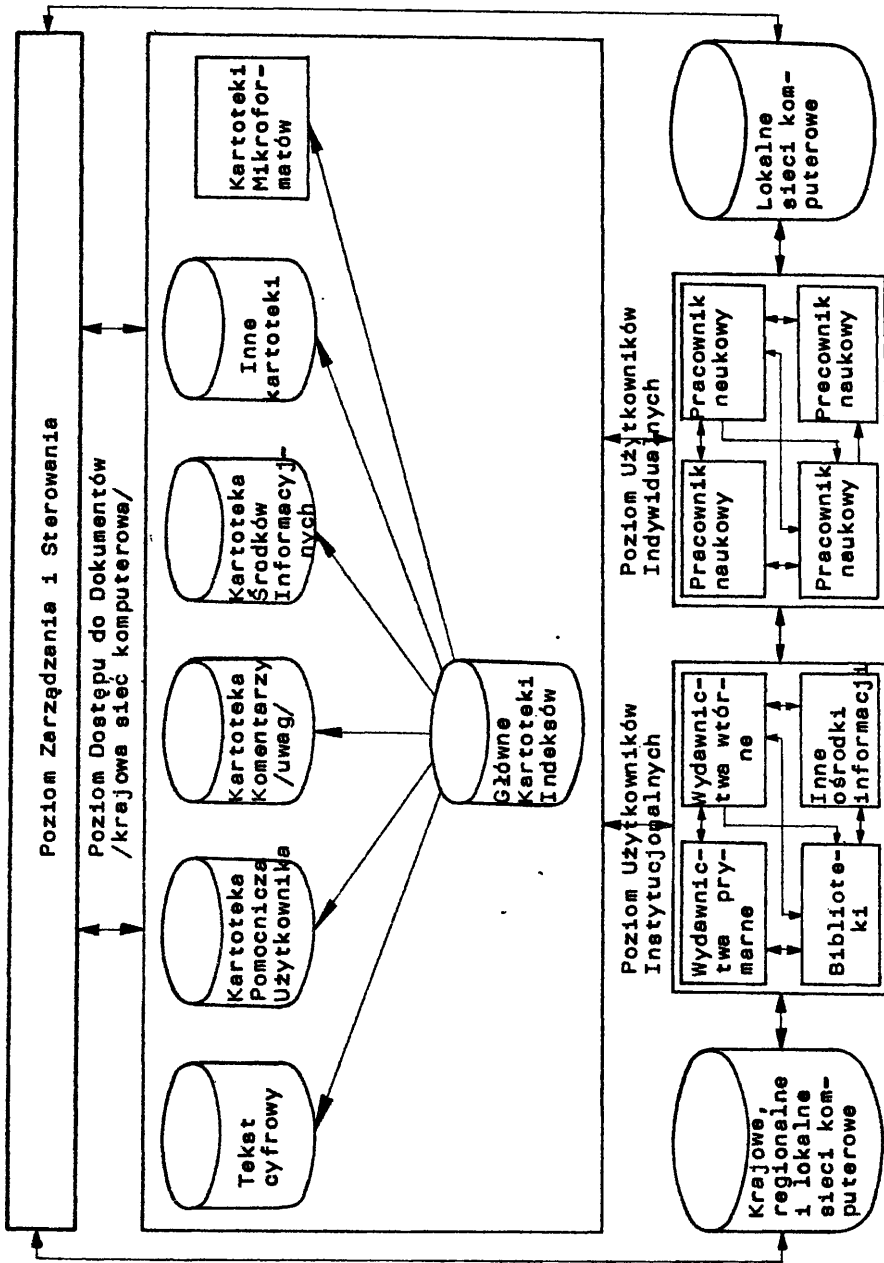 Poziom Zarządzania i Sterowania
Poziom Dostępu do Dokumentów
/krajowa sieć komputerowa/
Tekst
cyfrowy
Kartoteka
Pomocnicza
Użytkownika
Kartoteka
Komentarzy
/uwag/
Kartoteka
Środków
Informacyj-
nych
Inne
kartoteki
Kartoteki
Mikrofor-
matów
Główne
Kartoteki
Indeksów
Poziom Użytkowników
Instytucjonalnych
Poziom Użytkowników
Indywidualnych
Krajowe,
regionalne
i lokalne
sieci kom-
puterowe
Wydawnic-
twa pry-
marne
Wydawnic-
twa wtór-
ne
Bibliote-
ki
Inne
ośrodki
informacji
Pracownik
naukowy
Pracownik
neukowy
Pracownik
naukowy
Precownik
naukowy
Lokalne
sieci kom-
puterowe